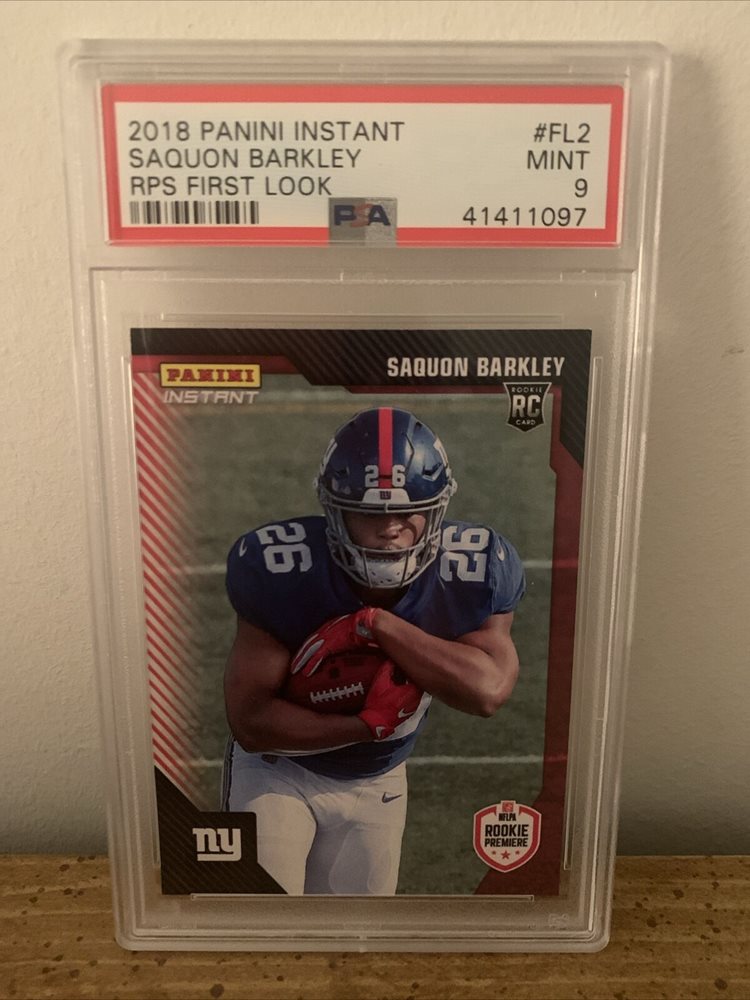 2018 PANINI INSTANT #FL2
SAQUON BARKLEY MINT
RPS FIRST LOOK 9
PSA 41411097
SAQUON BARKLEY
PANINI
INSTANT
ROOKIE
RC
CARD
26
ny
26
26
ny
NFLPA
ROOKIE
PREMIERE